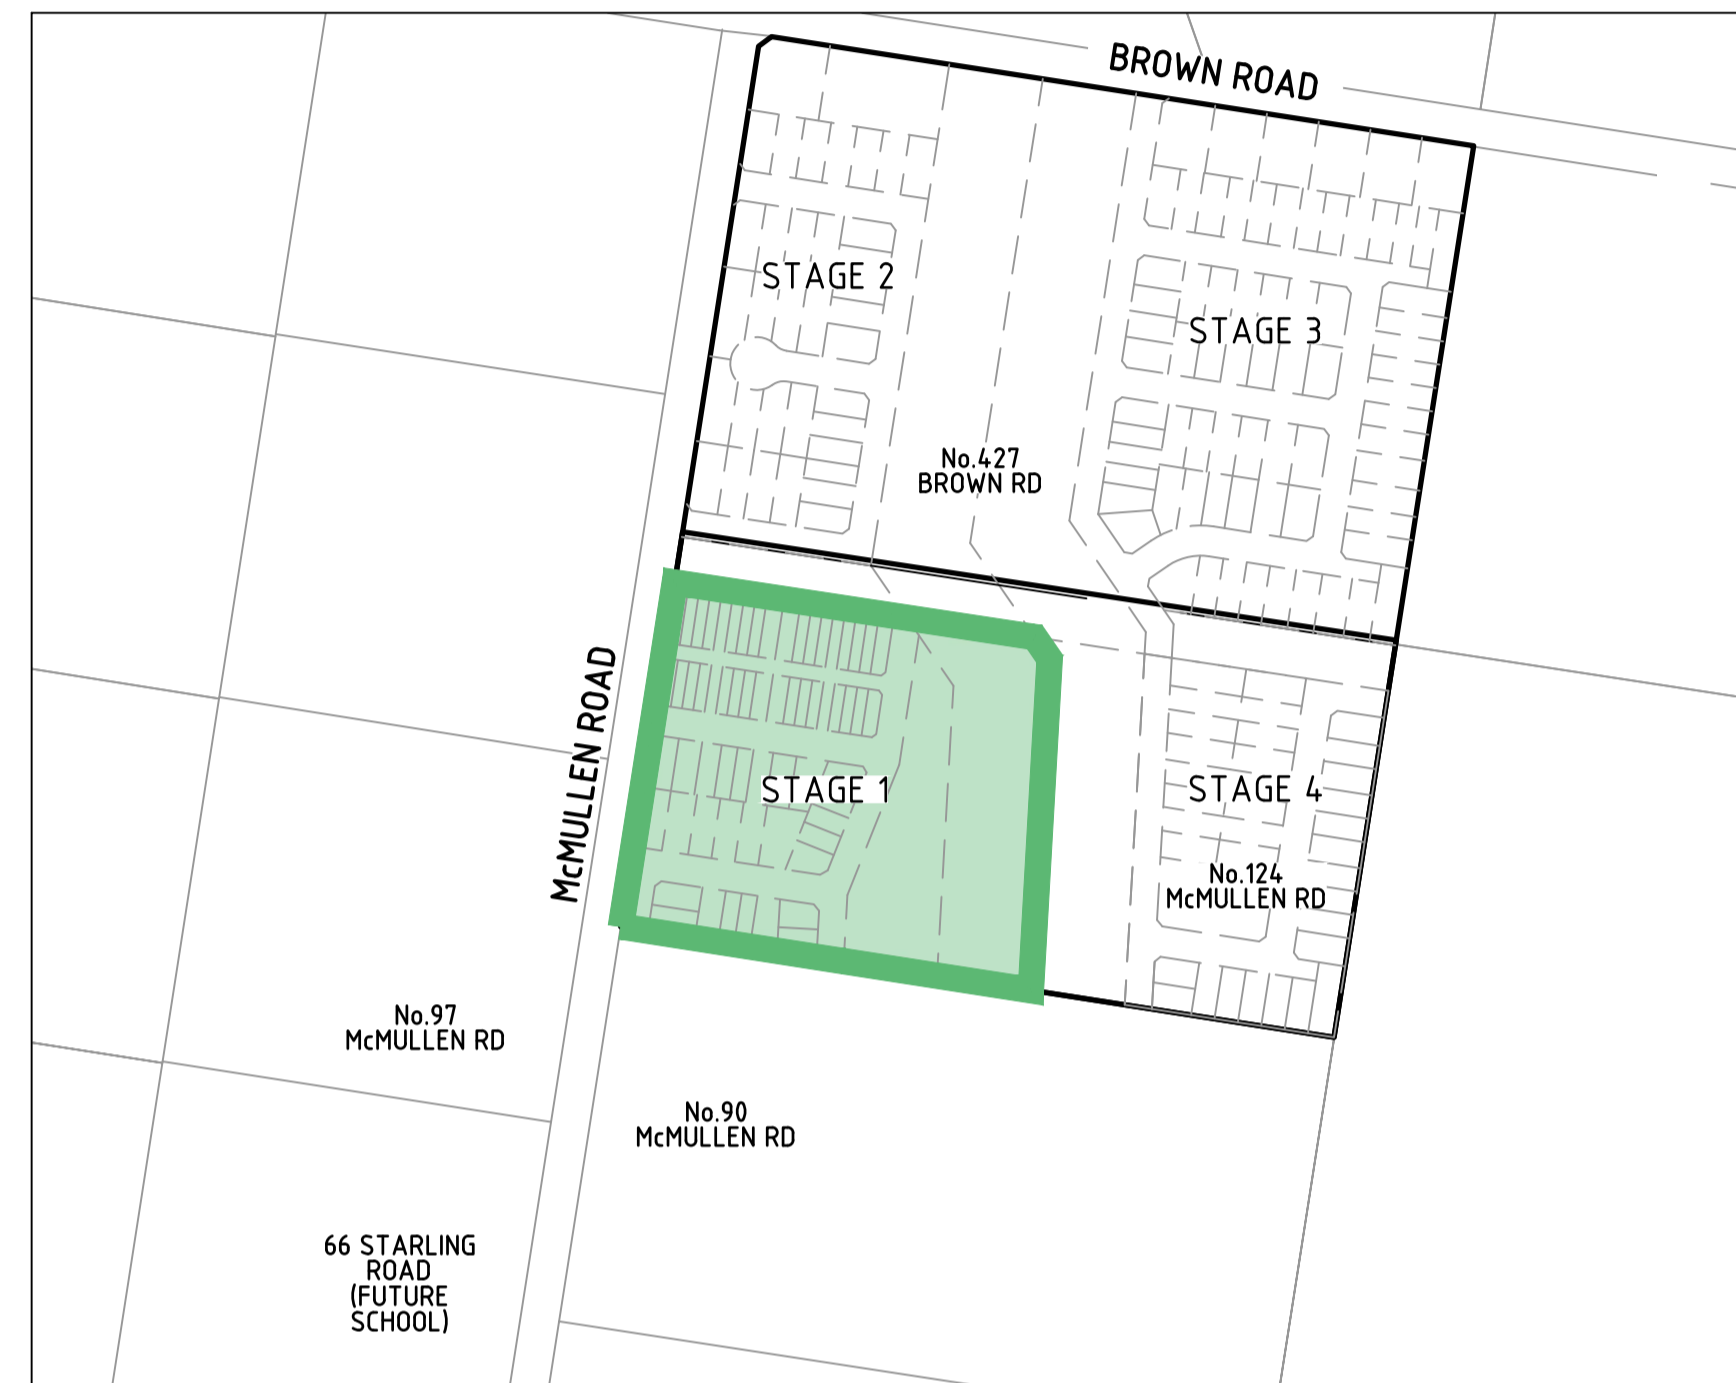 BROWN ROAD
STAGE 2
STAGE 3
No.427
BROWN RD
McMULLEN ROAD
STAGE 1
STAGE 4
No.124
McMULLEN RD
No.97
McMULLEN RD
No.90
McMULLEN RD
66 STARLING
ROAD
(FUTURE
SCHOOL)